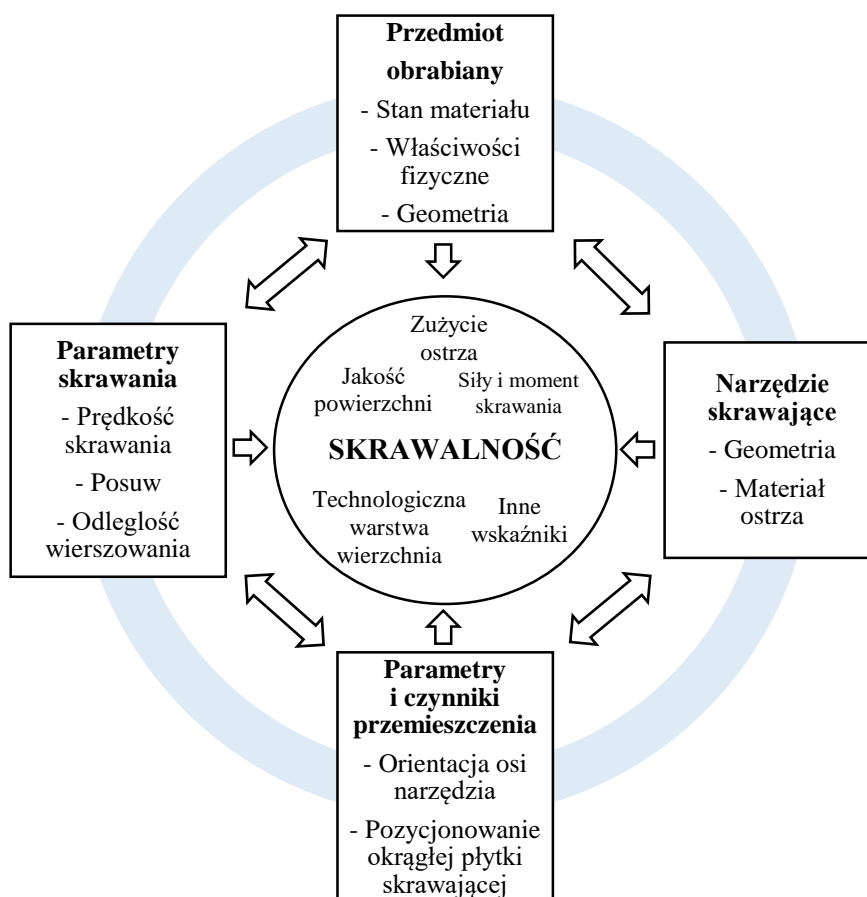 Przedmiot
obrabiany
- Stan materiału
- Właściwości
fizyczne
- Geometria
Parametry
skrawania
- Prędkość
skrawania
- Posuw
- Odleglość
wierszowania
Zużycie
ostrza
Jakość
powierzchni
Siły i moment
skrawania
SKRAWALNOŚĆ
Technologiczna
warstwa
wierzchnia
Inne
wskaźniki
Narzędzie
skrawające
- Geometria
- Materiał
ostrza
Parametry
i czynniki
przemieszczenia
- Orientacja osi
narzędzia
- Pozycjonowanie
okrągłej płytki
skrawającej